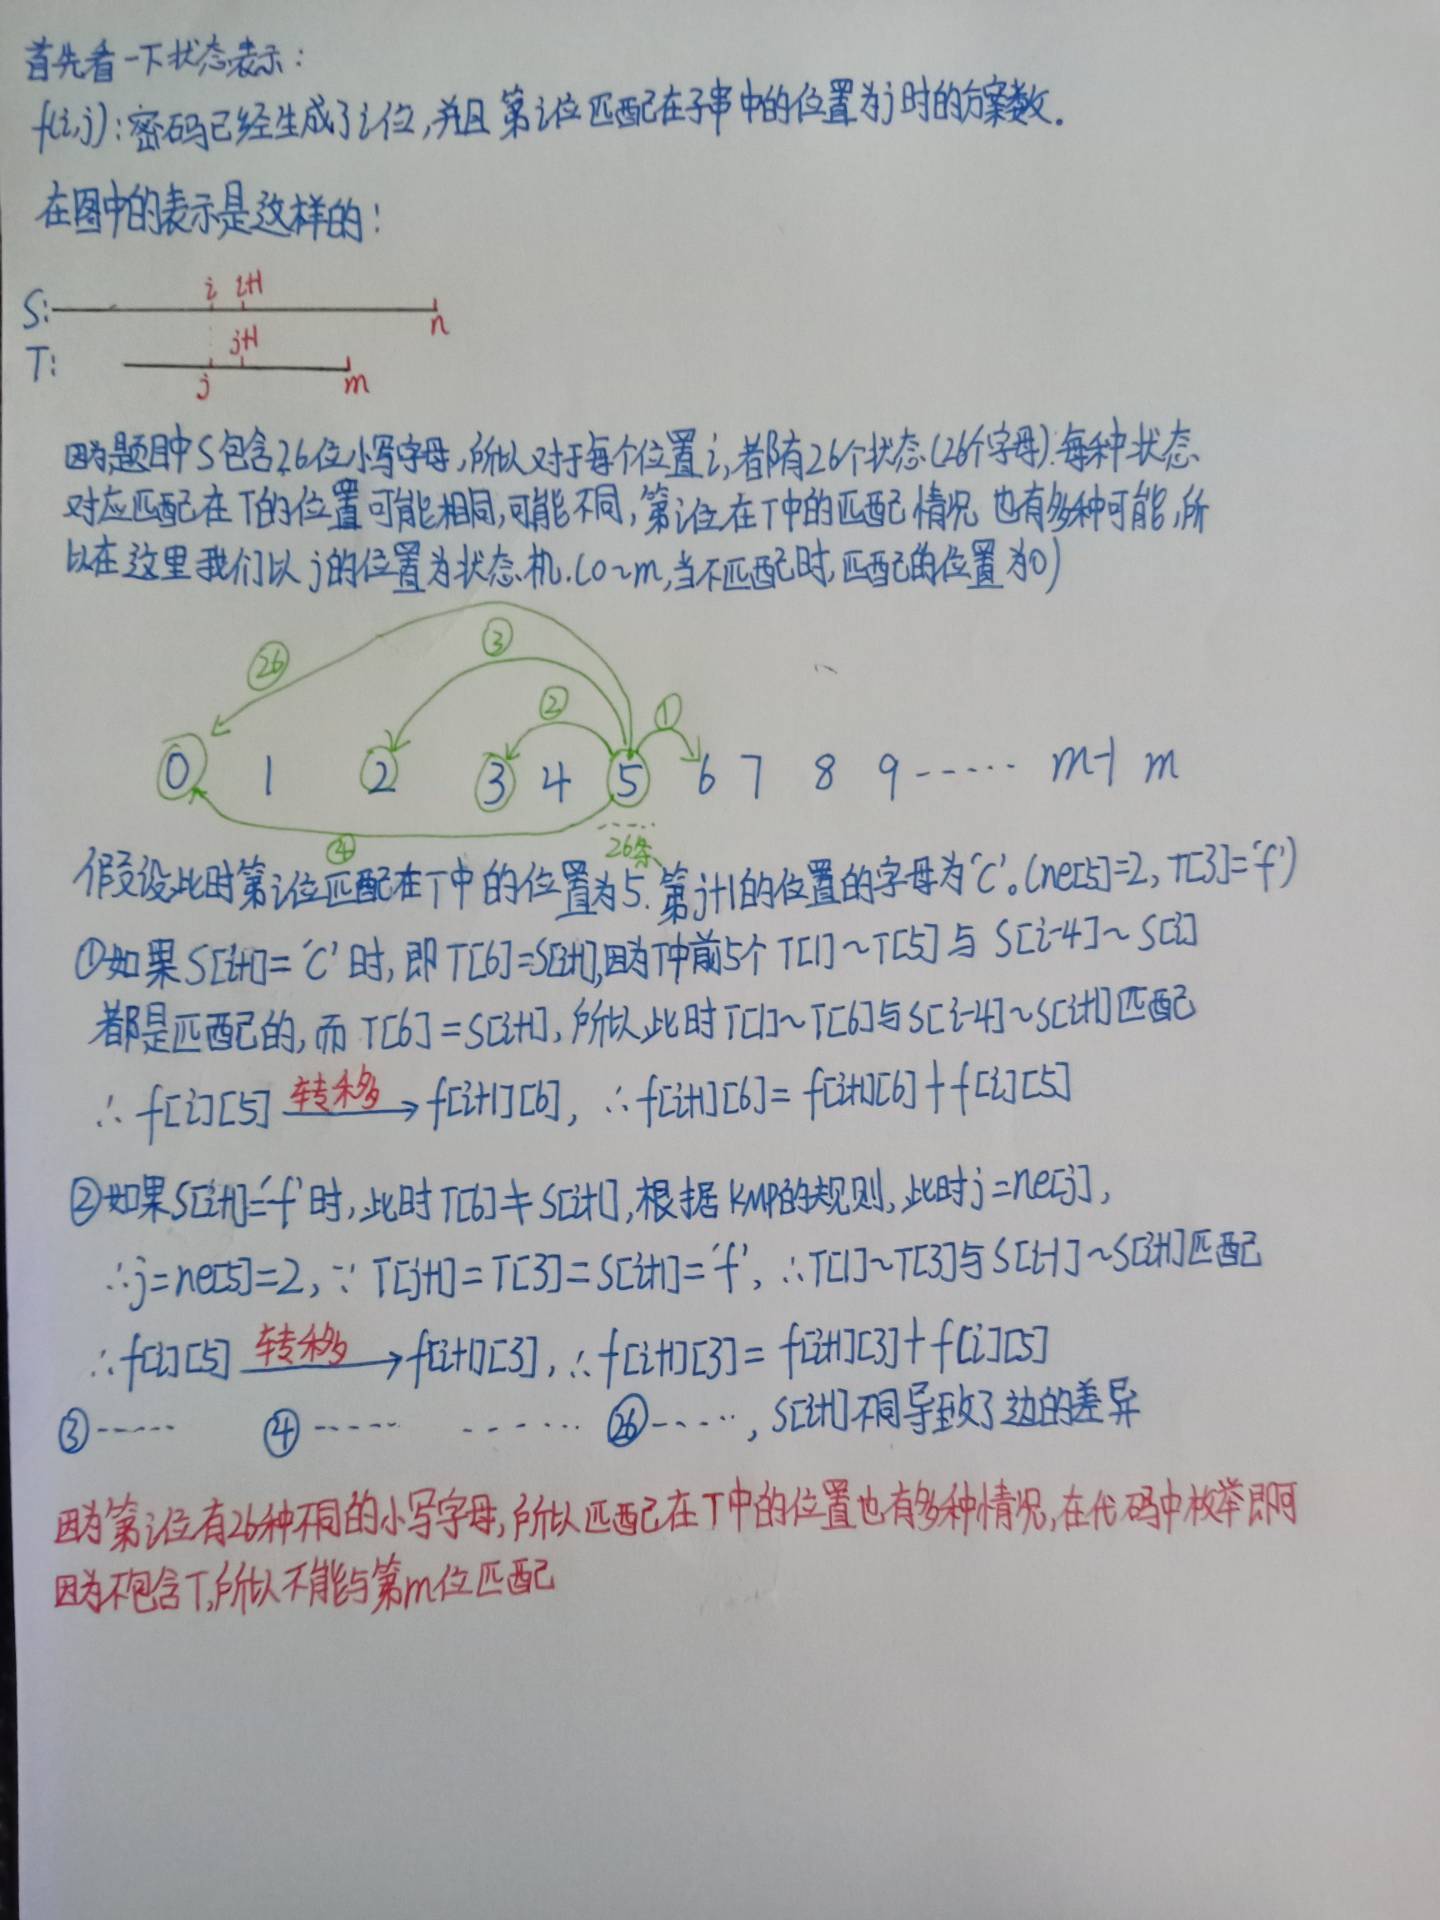 首先看一下状态表示:
f(i,j):密码已经生成了i位,并且第i位匹配在子串中的位置为j时的方案数.
在图中的表示是这样的:
i i+1
S:
n
j+1
T:
j m
因为题目中S包含26位小写字母,所以对于每个位置i,都有26个状态(26个字母).每种状态
对应匹配在T的位置可能相同,可能不同,第i位在T中的匹配情况也有多种可能,所
以在这里我们以j的位置为状态机.(0~m,当不匹配时,匹配的位置为0)
㉖ ③ ② ①
0 1 2 3 4 5 6 7 8 9 ······ m-1 m
④ 26条
假设此时第i位匹配在T中的位置为5.第j+1的位置的字母为'c'。(ne[5]=2,T[3]='f')
①如果S[i+1]='c'时,即T[6]=S[i+1],因为T中前5个T[1]~T[5]与S[i-4]~S[i]
都是匹配的,而T[6]=S[i+1],所以此时T[1]~T[6]与S[i-4]~S[i+1]匹配
∴f[i][5] 转移→ f[i+1][6], ∴f[i+1][6]=f[i+1][6]+f[i][5]
②如果S[i+1]='f'时,此时T[6]≠S[i+1],根据KMP的规则,此时j=ne[j],
∴j=ne[5]=2,∵T[j+1]=T[3]=S[i+1]='f',∴T[1]~T[3]与S[i-1]~S[i+1]匹配
∴f[i][5] 转移→ f[i+1][3],∴f[i+1][3]=f[i+1][3]+f[i][5]
③······ ④······ ······ ㉖·····,S[i+1]不同导致了边的差异
因为第i位有26种不同的小写字母,所以匹配在T中的位置也有多种情况,在代码中枚举即可
因为不包含T,所以不能与第m位匹配